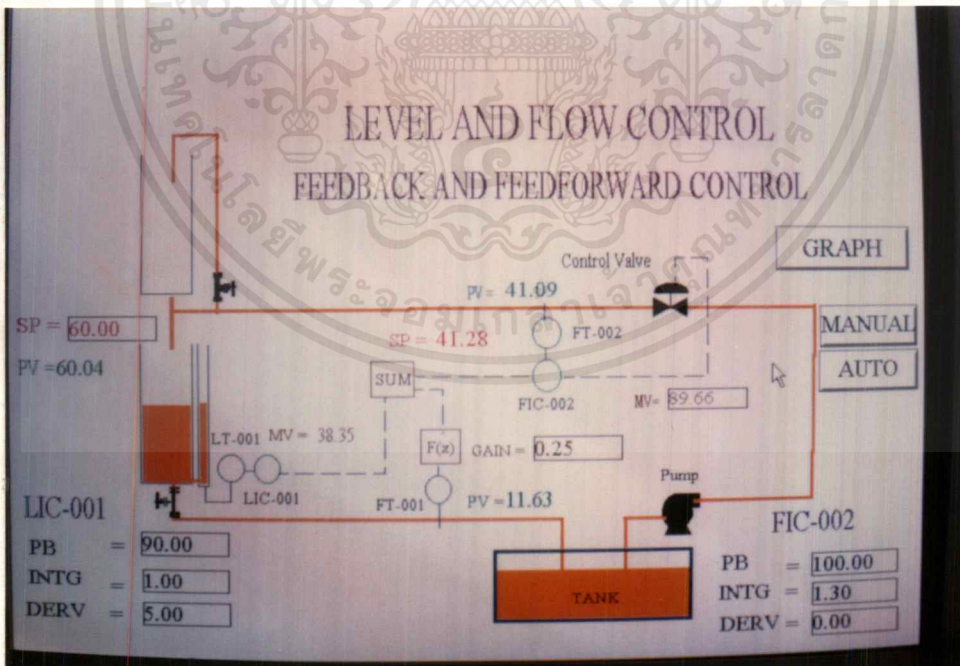 LEVEL AND FLOW CONTROL
FEEDBACK AND FEEDFORWARD CONTROL
GRAPH
Control Valve
PV= 41.09
SP = 60.00
MANUAL
SP = 41.28
FT-002
PV =60.04
AUTO
SUM
FIC-002
MV= 89.66
LT-001 MV = 38.35
F(x) GAIN = 0.25
LIC-001
Pump
FT-001 PV =11.63
LIC-001
FIC-002
PB = 90.00
PB = 100.00
INTG = 1.00
TANK
INTG = 1.30
DERV = 5.00
DERV = 0.00